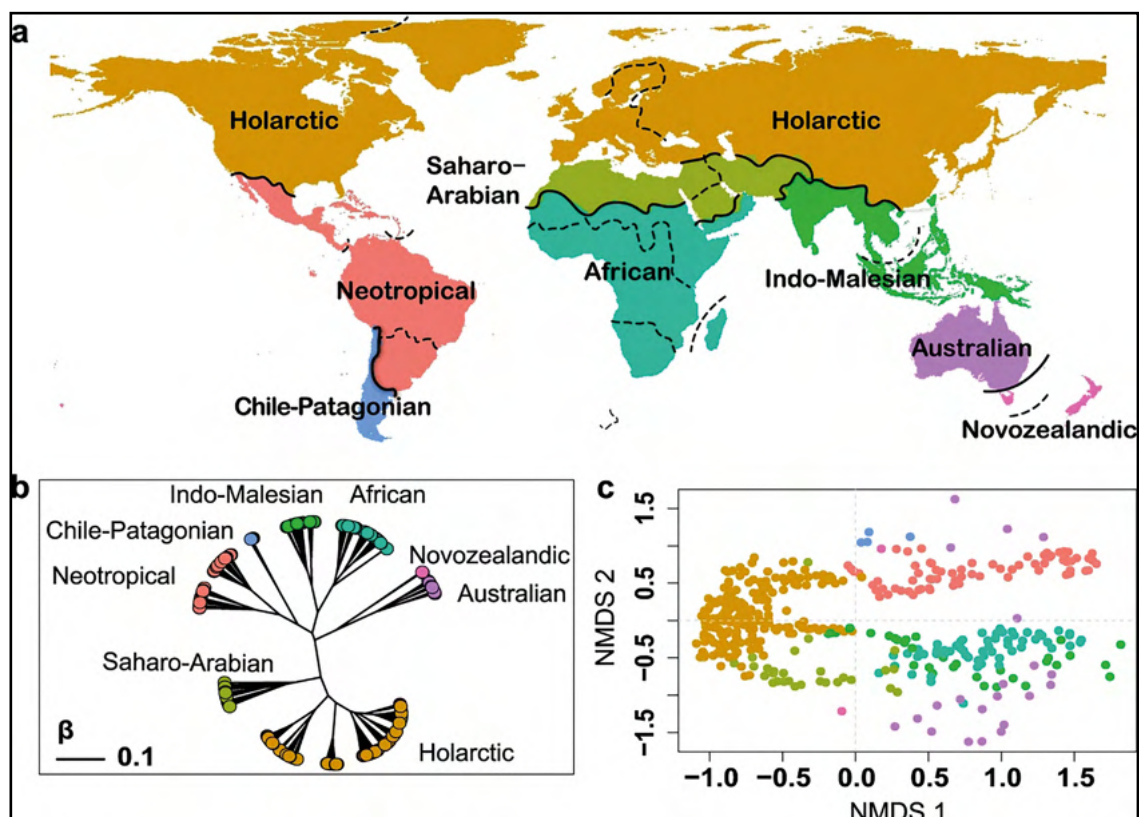 a
Holarctic
Holarctic
Saharo–
Arabian
African
Neotropical
Indo-Malesian
Australian
Chile-Patagonian
Novozealandic
b
Indo-Malesian
African
Chile-Patagonian
Novozealandic
Neotropical
Australian
Saharo-Arabian
β
0.1
Holarctic
c
NMDS 2
1.5
0.5
−0.5
−1.5
−1.0
−0.5
0.0
0.5
1.0
1.5
NMDS 1